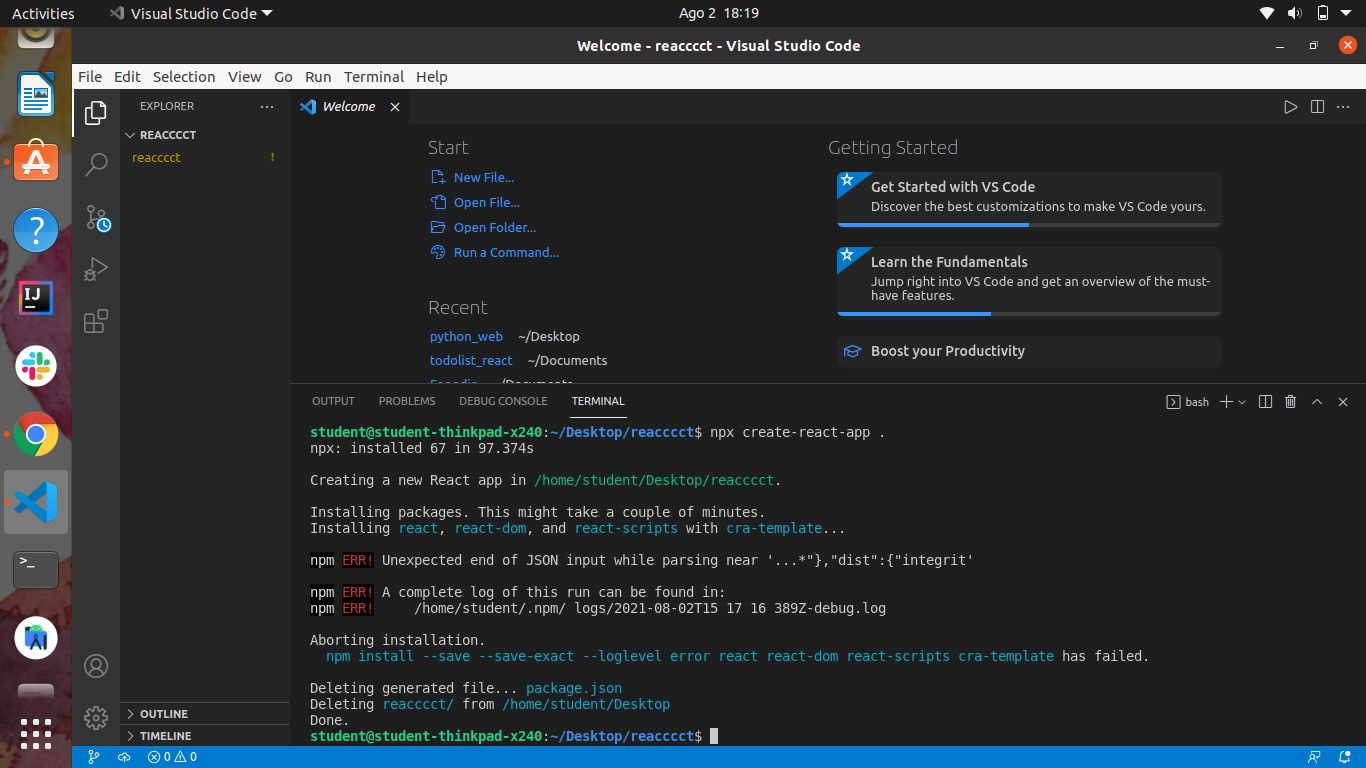 Activities Visual Studio Code Ago 2 18:19
Welcome - reacccct - Visual Studio Code
File Edit Selection View Go Run Terminal Help
EXPLORER
REACCCCT
reacccct !
Welcome
Start
New File...
Open File...
Open Folder...
Run a Command...
Recent
python_web ~/Desktop
todolist_react ~/Documents
Getting Started
Get Started with VS Code
Discover the best customizations to make VS Code yours.
Learn the Fundamentals
Jump right into VS Code and get an overview of the must-
have features.
Boost your Productivity
OUTPUT PROBLEMS DEBUG CONSOLE TERMINAL bash
student@student-thinkpad-x240:~/Desktop/reacccct$ npx create-react-app .
npx: installed 67 in 97.374s
Creating a new React app in /home/student/Desktop/reacccct.
Installing packages. This might take a couple of minutes.
Installing react, react-dom, and react-scripts with cra-template...
npm ERR! Unexpected end of JSON input while parsing near '...*"},"dist":{"integrit'
npm ERR! A complete log of this run can be found in:
npm ERR! /home/student/.npm/ logs/2021-08-02T15 17 16 389Z-debug.log
Aborting installation.
npm install --save --save-exact --loglevel error react react-dom react-scripts cra-template has failed.
Deleting generated file... package.json
Deleting reacccct/ from /home/student/Desktop
Done.
student@student-thinkpad-x240:~/Desktop/reacccct$
OUTLINE
TIMELINE
0 0